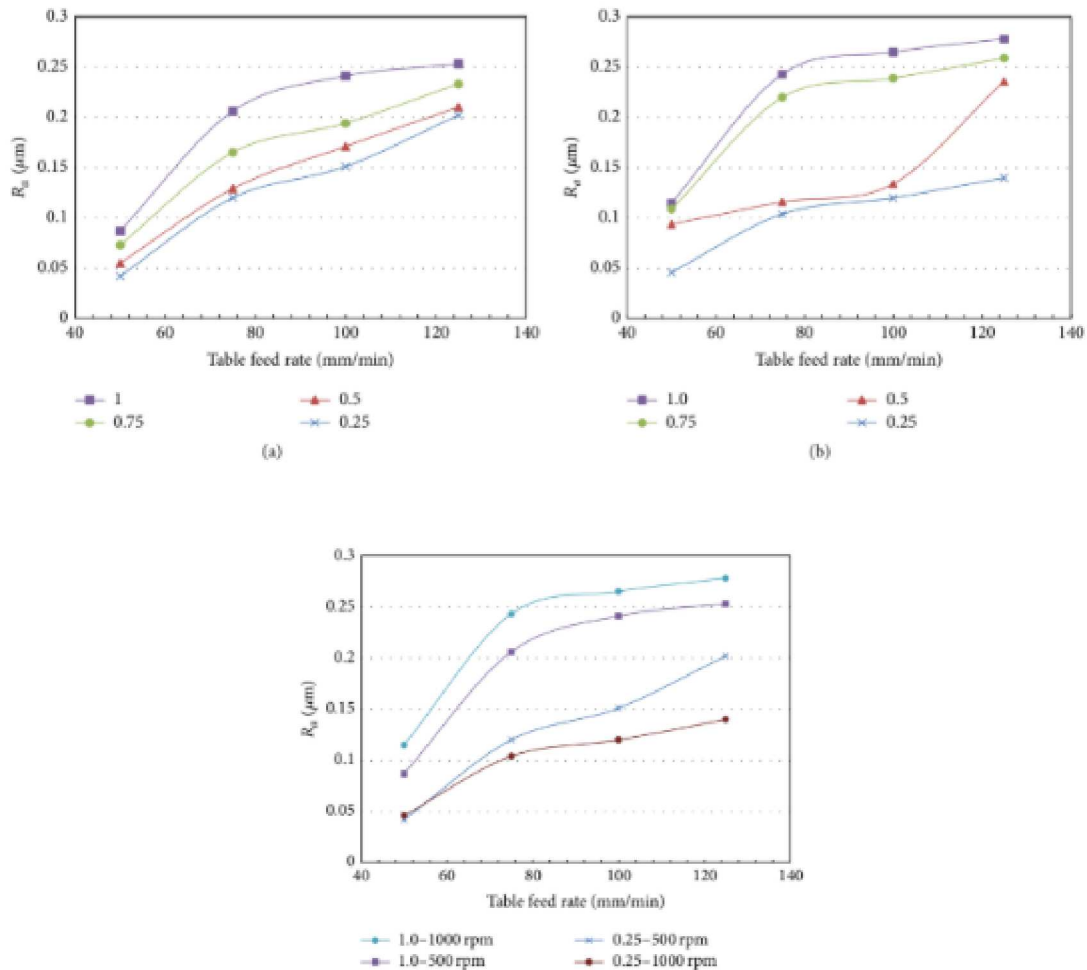 0.3
0.25
0.2
0.15
0.1
0.05
0
Ra (μm)
40 60 80 100 120 140
Table feed rate (mm/min)
1 0.5
0.75 0.25
(a)
0.3
0.25
0.2
0.15
0.1
0.05
0
Ra (μm)
40 60 80 100 120 140
Table feed rate (mm/min)
1.0 0.5
0.75 0.25
(b)
0.3
0.25
0.2
0.15
0.1
0.05
0
Ra (μm)
40 60 80 100 120 140
Table feed rate (mm/min)
1.0–1000 rpm 0.25–500 rpm
1.0–500 rpm 0.25–1000 rpm